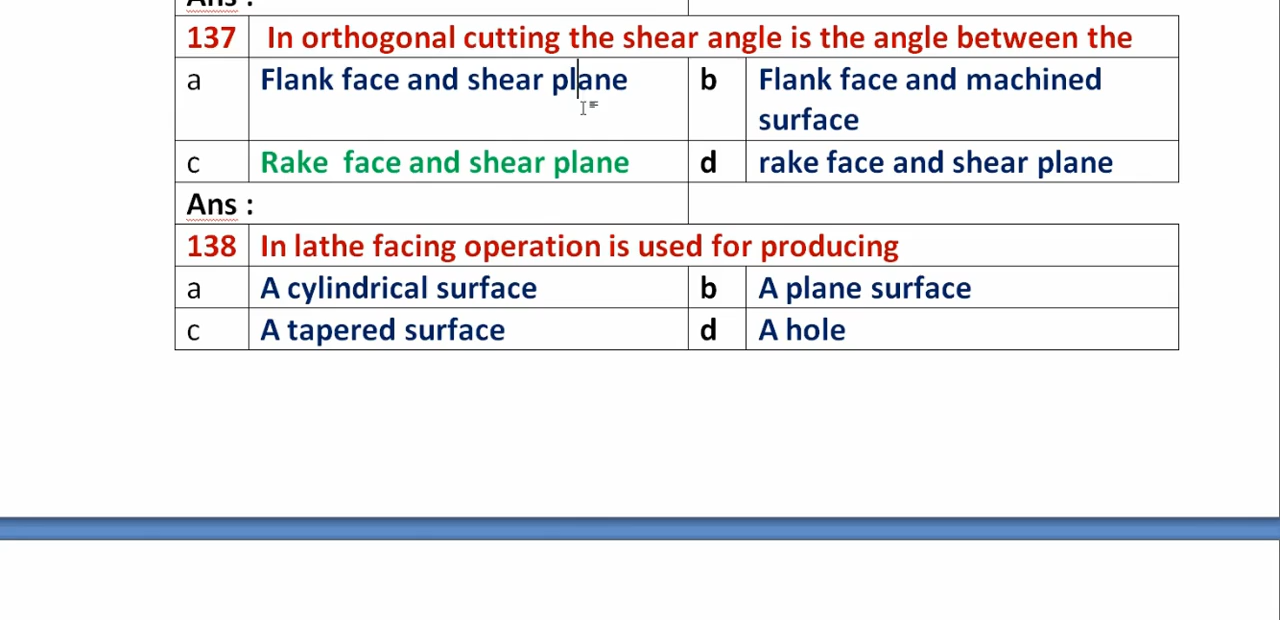 Ans :
137 In orthogonal cutting the shear angle is the angle between the
a Flank face and shear plane b Flank face and machined
surface
c Rake face and shear plane d rake face and shear plane
Ans :
138 In lathe facing operation is used for producing
a A cylindrical surface b A plane surface
c A tapered surface d A hole